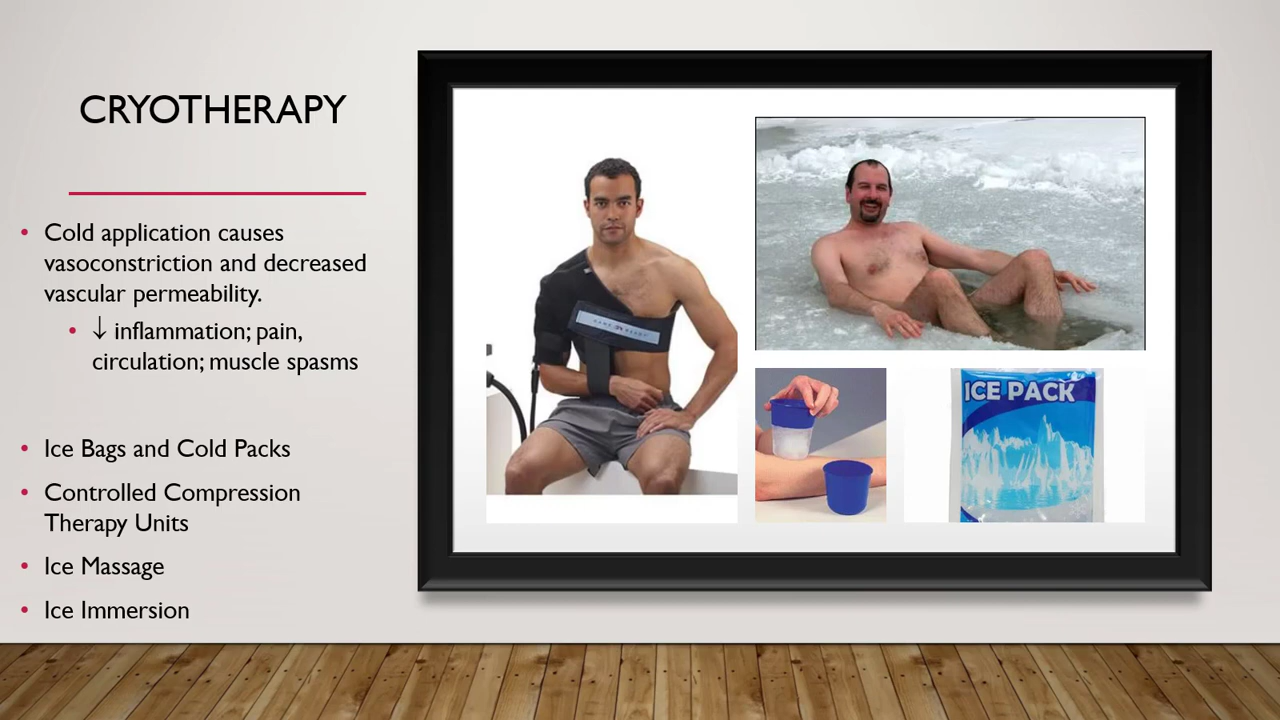 CRYOTHERAPY
• Cold application causes
vasoconstriction and decreased
vascular permeability.
• ↓ inflammation; pain,
circulation; muscle spasms
• Ice Bags and Cold Packs
• Controlled Compression
Therapy Units
• Ice Massage
• Ice Immersion
ICE PACK